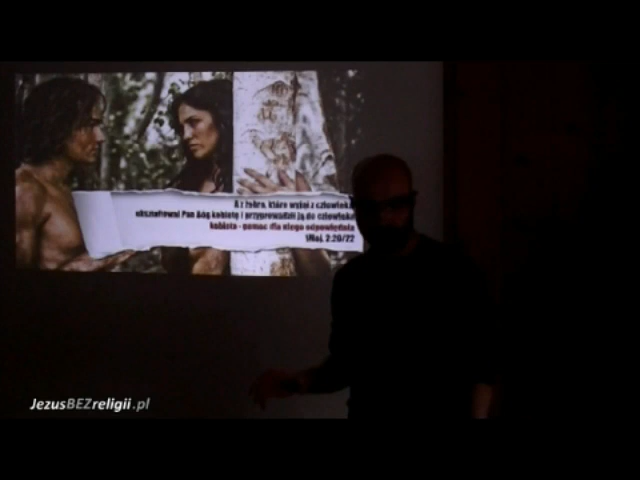 A z żebra, które wyjął z człowieka
ukształtował Pan Bóg kobietę i przyprowadził ją do człowieka
kobieta - pomoc dla niego odpowiednia
1Moj. 2:20/22
JezusBEZreligii.pl